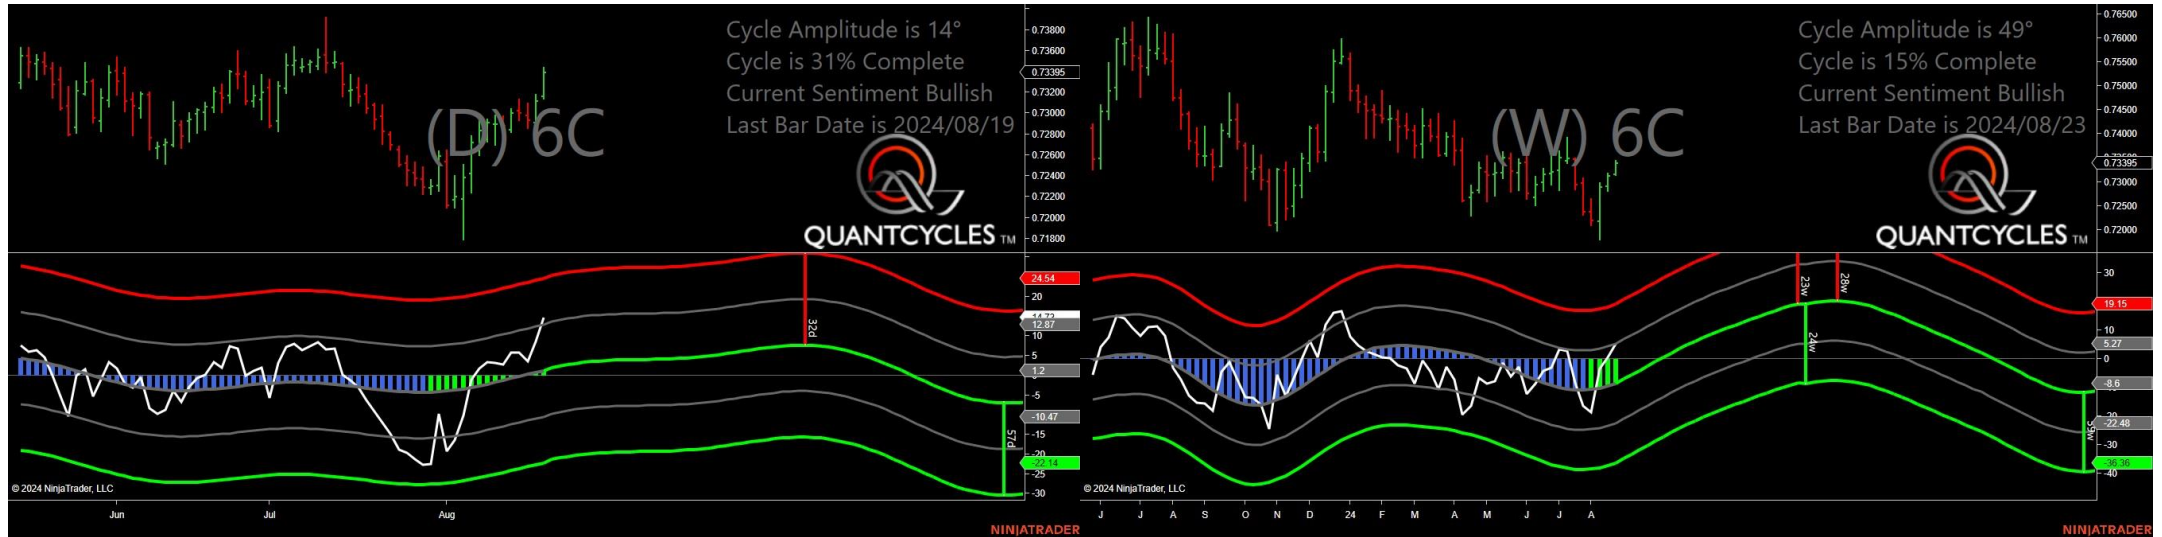 Cycle Amplitude is 14°
Cycle is 31% Complete
Current Sentiment Bullish
Last Bar Date is 2024/08/19
(D) 6C
QUANTCYCLES TM
0.73800
0.73600
0.73395
0.73200
0.73000
0.72800
0.72600
0.72400
0.72200
0.72000
0.71800
24.54
20
12.87
10
5
1.2
-5
-10.47
-15
-20
-22.14
-25
-30
32d
57d
© 2024 NinjaTrader, LLC
Jun
Jul
Aug
NINJATRADER
Cycle Amplitude is 49°
Cycle is 15% Complete
Current Sentiment Bullish
Last Bar Date is 2024/08/23
(W) 6C
QUANTCYCLES TM
0.76500
0.76000
0.75500
0.75000
0.74500
0.74000
0.73395
0.73000
0.72500
0.72000
30
19.15
10
5.27
0
-8.6
-22.48
-30
-36.36
-40
23w
28w
24w
59w
© 2024 NinjaTrader, LLC
J
J
A
S
O
N
D
24
F
M
A
M
J
J
A
NINJATRADER